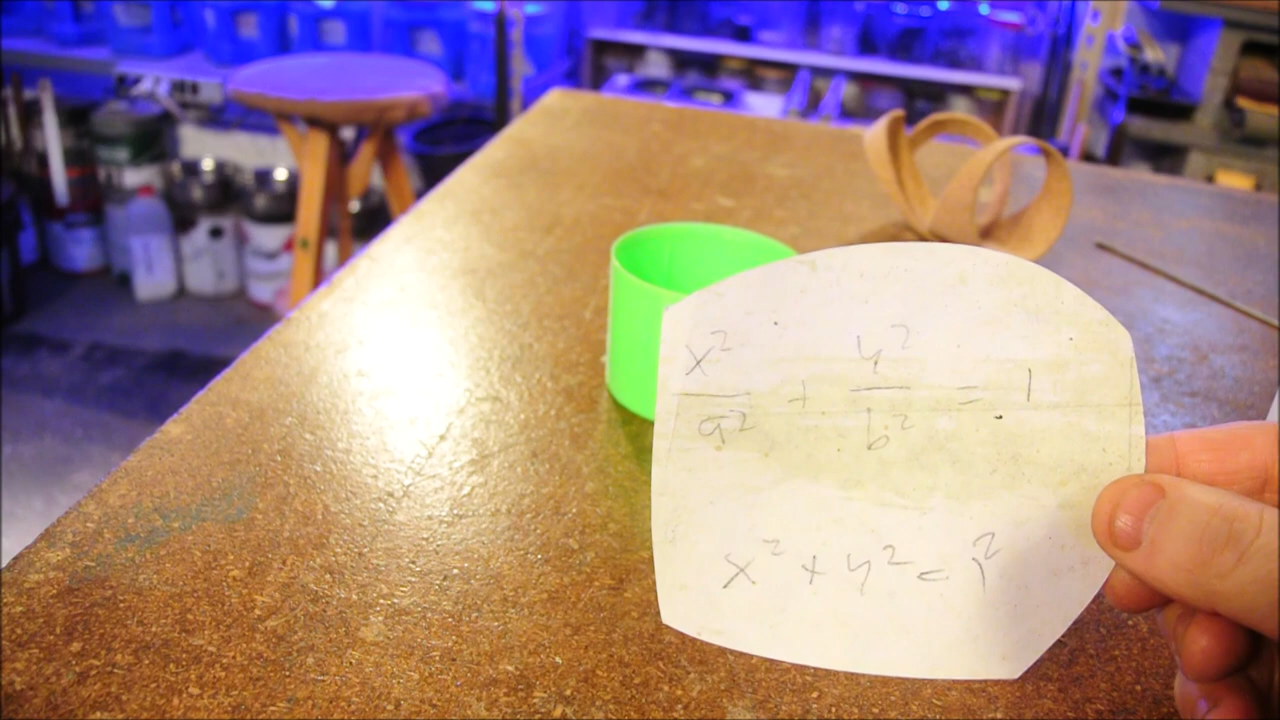 x²/a² + y²/b² = 1
x² + y² = r²